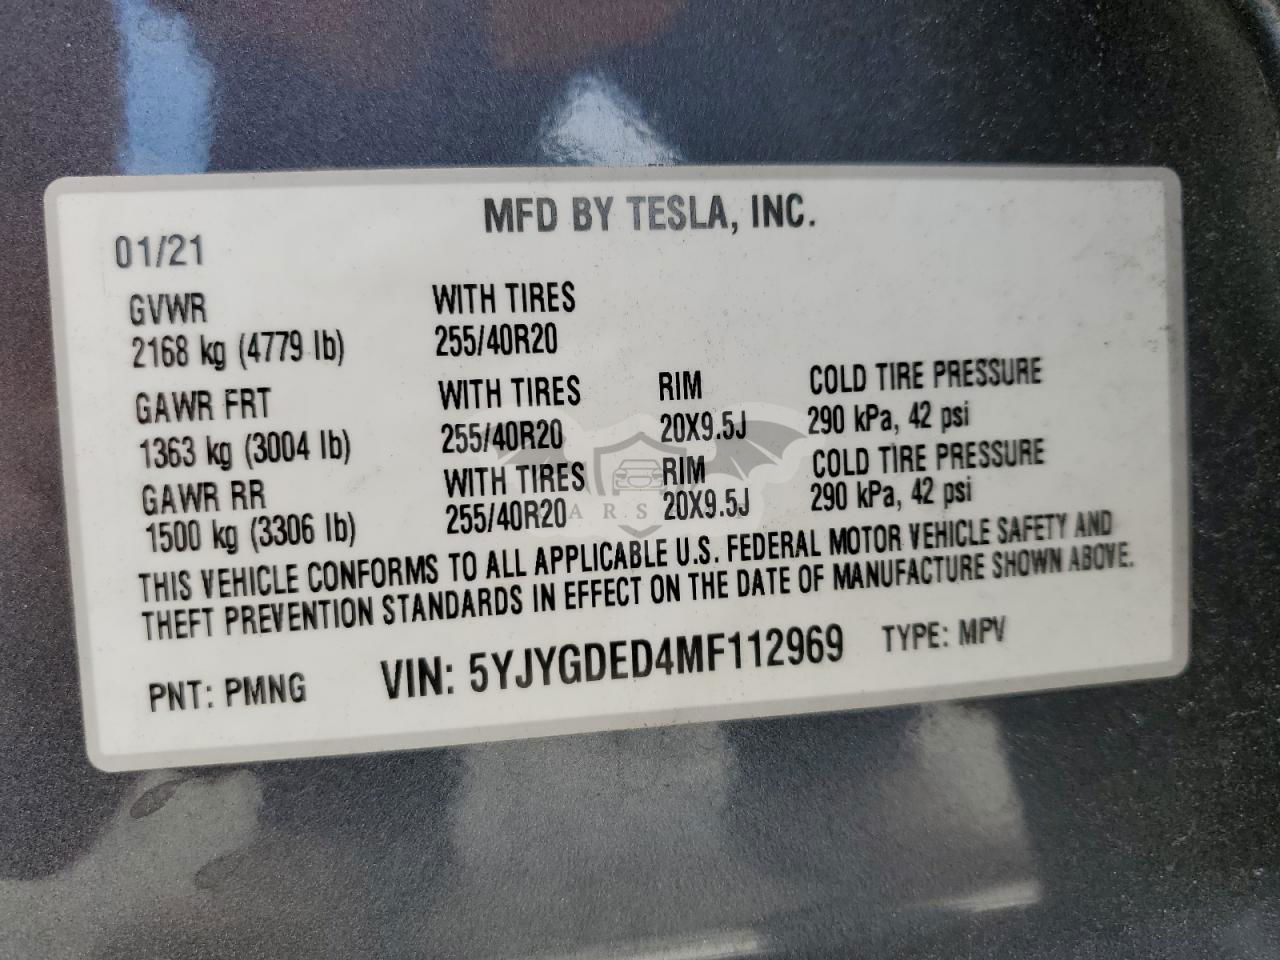 MFD BY TESLA, INC.
01/21
GVWR WITH TIRES
2168 kg (4779 lb) 255/40R20
GAWR FRT WITH TIRES RIM COLD TIRE PRESSURE
1363 kg (3004 lb) 255/40R20 20X9.5J 290 kPa, 42 psi
GAWR RR WITH TIRES RIM COLD TIRE PRESSURE
1500 kg (3306 lb) 255/40R20 20X9.5J 290 kPa, 42 psi
THIS VEHICLE CONFORMS TO ALL APPLICABLE U.S. FEDERAL MOTOR VEHICLE SAFETY AND
THEFT PREVENTION STANDARDS IN EFFECT ON THE DATE OF MANUFACTURE SHOWN ABOVE.
PNT: PMNG VIN: 5YJYGDED4MF112969 TYPE: MPV